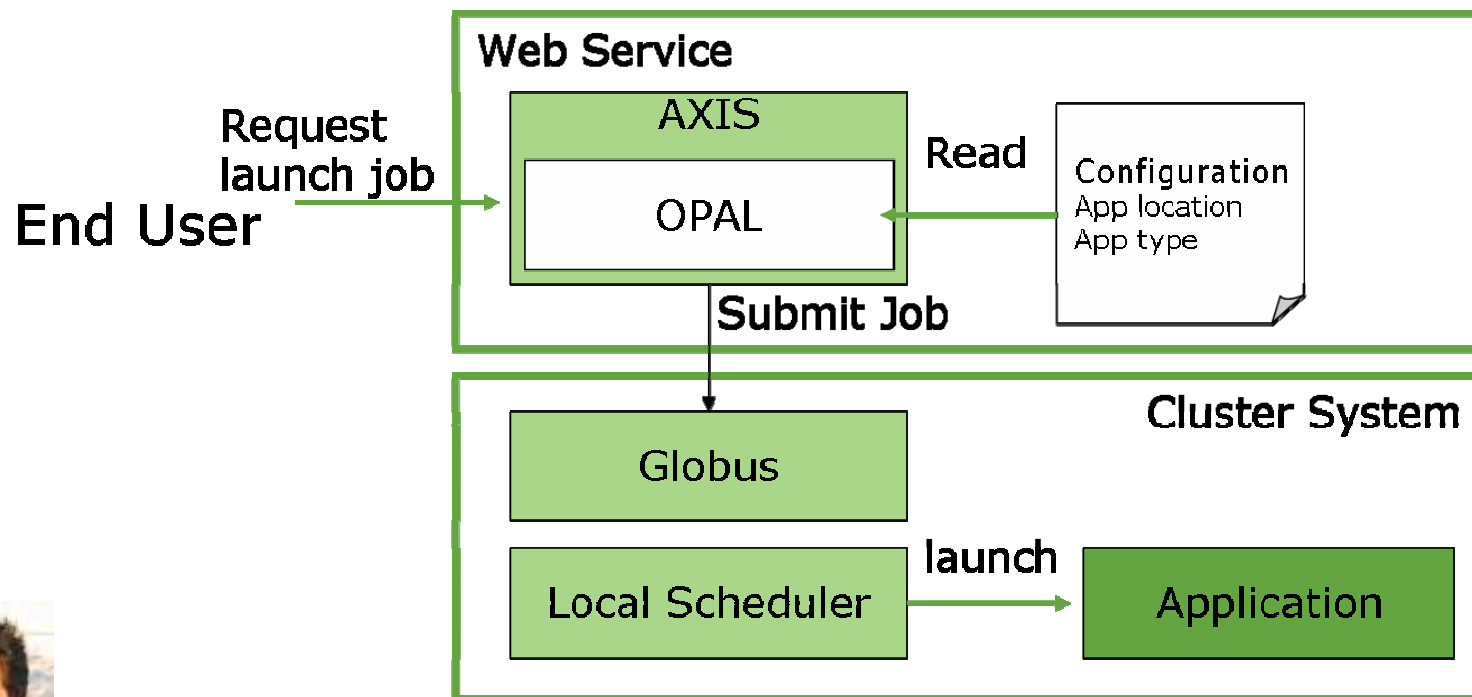 Web Service
AXIS
Request
launch job
End User
OPAL
Read
Configuration
App location
App type
Submit Job
Cluster System
Globus
Local Scheduler
launch
Application